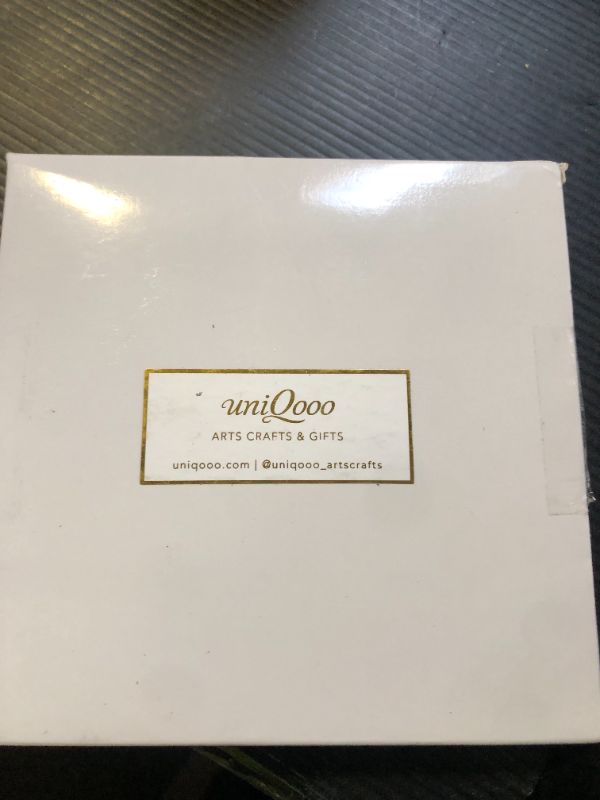 uniQooo
ARTS CRAFTS & GIFTS
uniqooo.com | @uniqooo_artscrafts